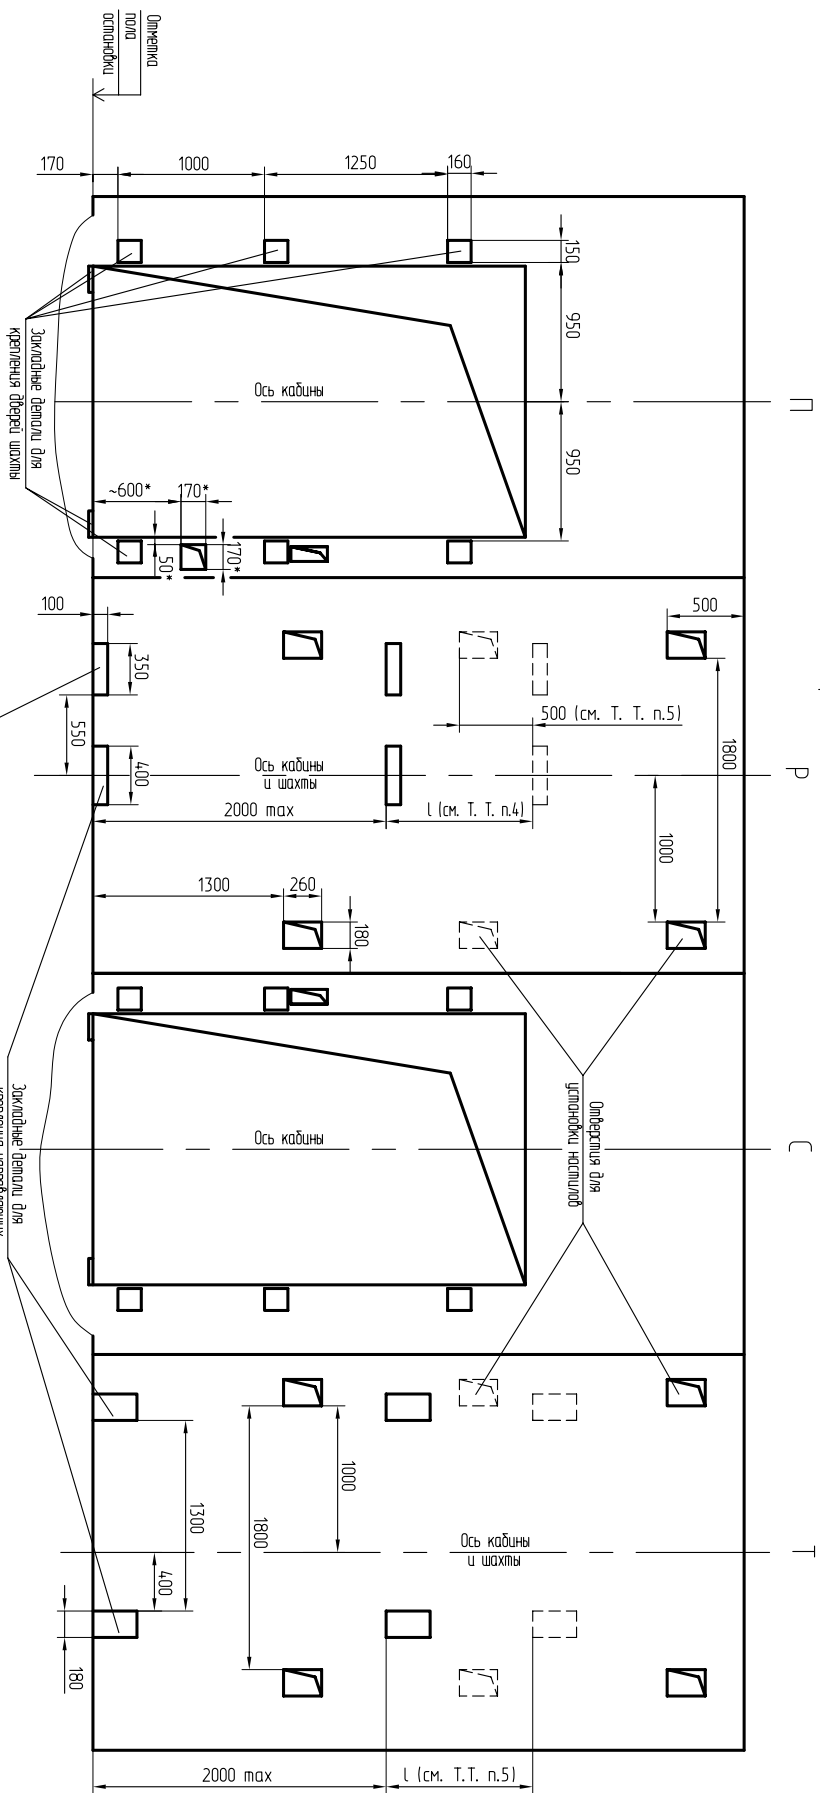 Отметка
пола
остановки
170
1000
1250
160
150
950
950
П
Ось кабины
Закладные детали для
крепления дверей шахты
~600*
170*
170*
50*
100
350
550
400
500
500 (см. Т. Т. п.5)
1800
Р
Ось кабины
и шахты
2000 max
l (см. Т. Т. п.4)
1000
1300
260
180
С
Ось кабины
Отверстия для
установки настилов
Закладные детали для
Т
1000
1800
1300
400
180
Ось кабины
и шахты
2000 max
l (см. Т.Т. п.5)